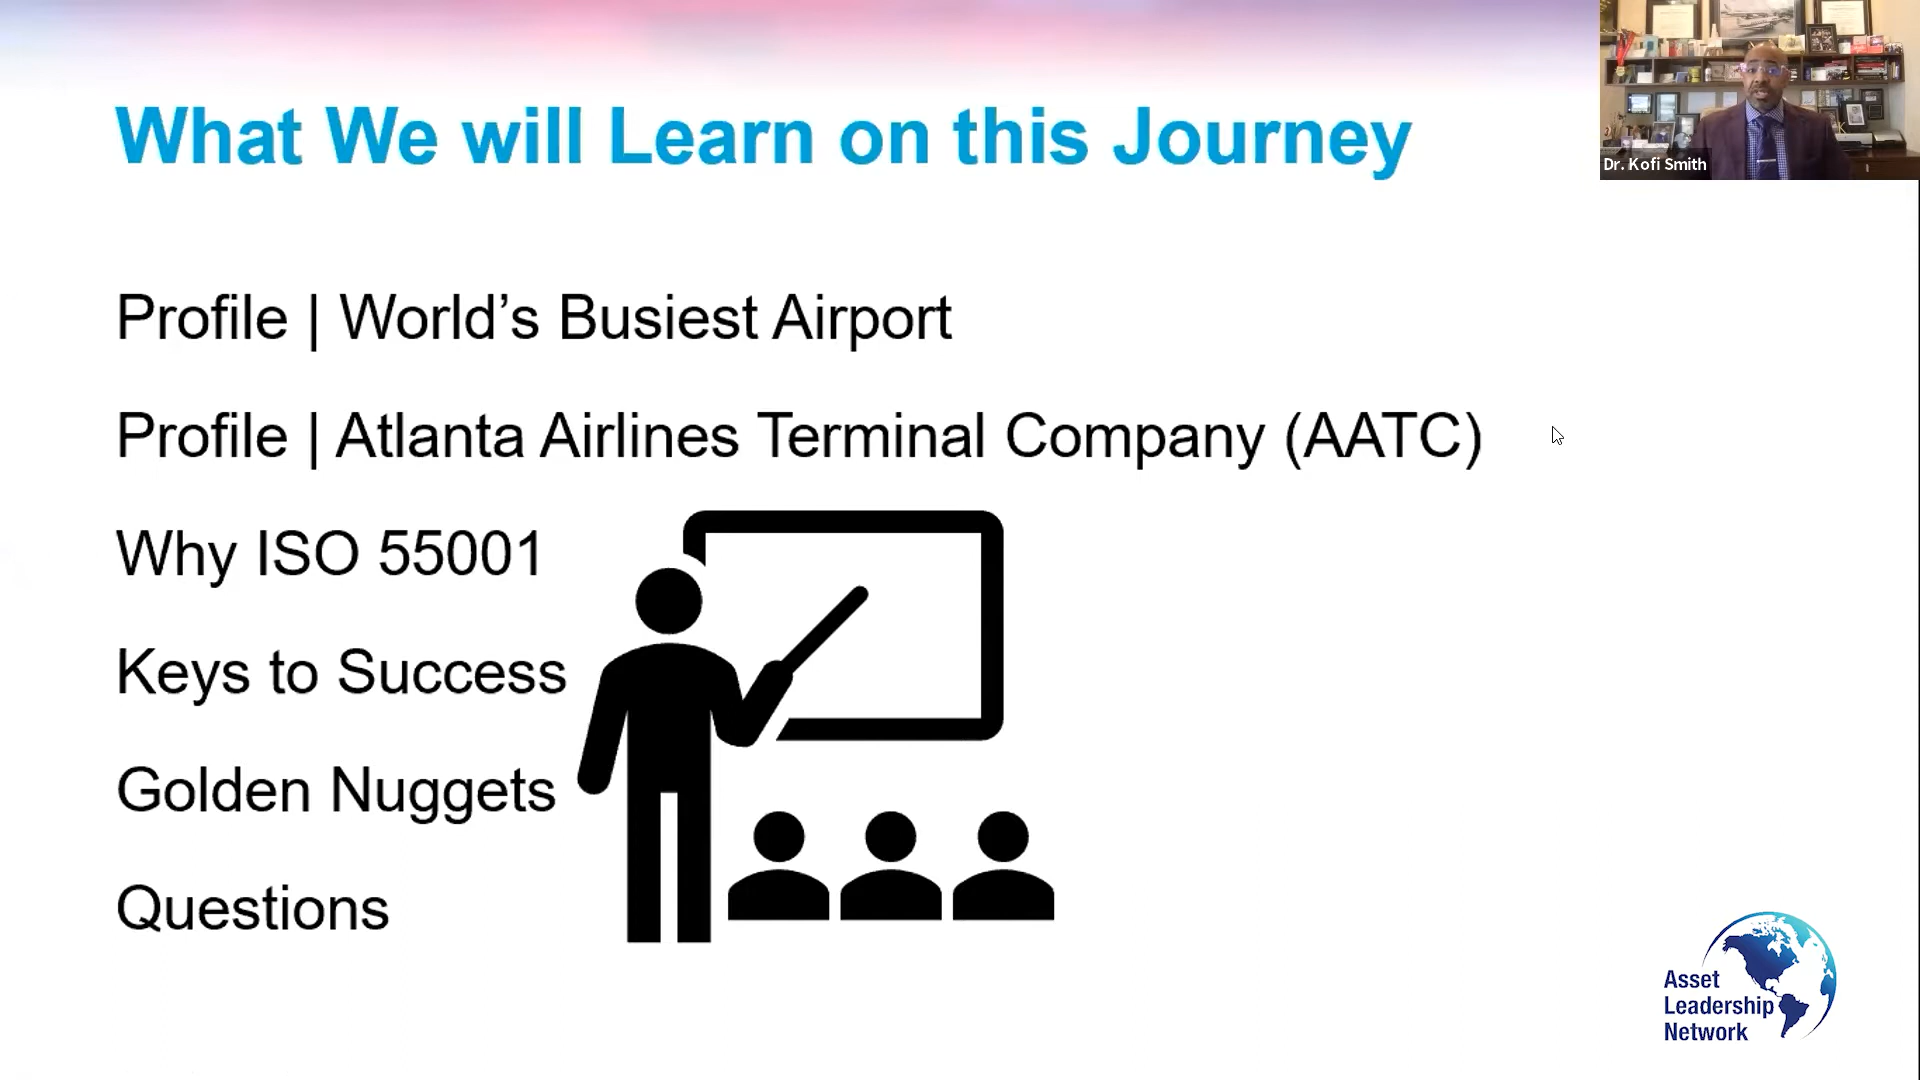 What We will Learn on this Journey
Dr. Kofi Smith
Profile | World’s Busiest Airport
Profile | Atlanta Airlines Terminal Company (AATC)
Why ISO 55001
Keys to Success
Golden Nuggets
Questions
Asset
Leadership
Network